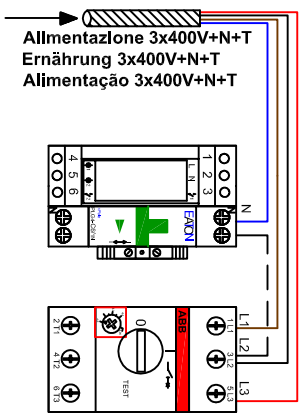 Alimentazione 3x400V+N+T
Ernährung 3x400V+N+T
Alimentação 3x400V+N+T
4
5
6
L
N
1
2
3
N
N
EATON
L1
L2
L3
2 T1
4 T2
6 T3
0
TEST
ABB
1 L1
3 L2
5 L3